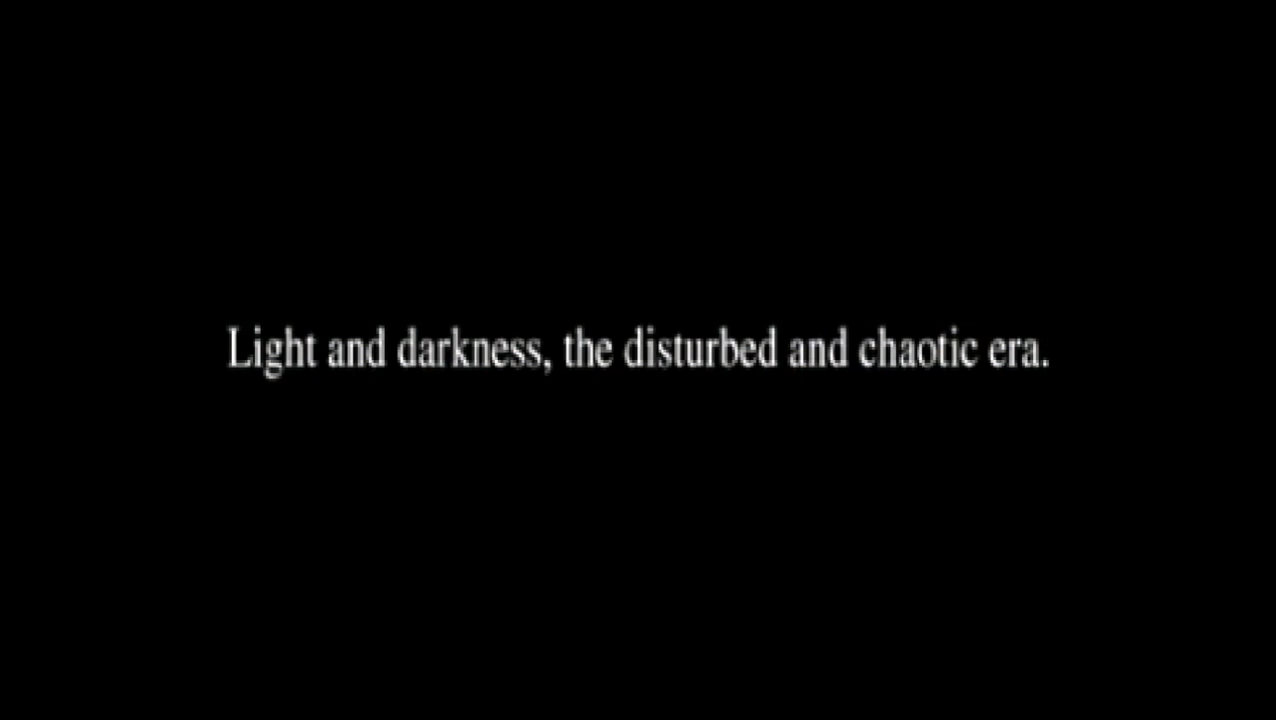 Light and darkness, the disturbed and chaotic era.